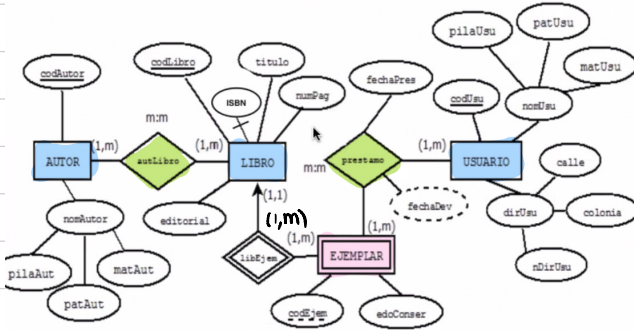 patUsu
pilaUsu
matUsu
codLibro
titulo
fechaPres
codAutor
ISBN
numPag
codUsu
nomUsu
m:m
(1,m)
(1,m)
(1,m)
calle
AUTOR
autLibro
LIBRO
m:m
prestamo
USUARIO
(1,1)
fechaDev
dirUsu
colonia
nomAutor
editorial
(1,m)
(1,m)
(1,m)
pilaAut
matAut
libEjem
EJEMPLAR
nDirUsu
patAut
codEjem
edoConser